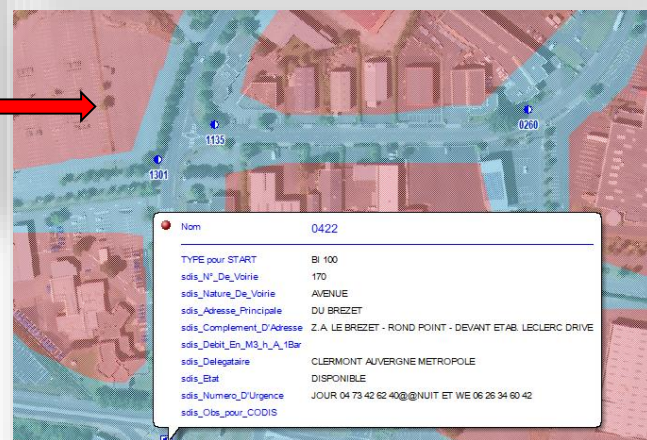 1135
0260
1301
Nom 0422
TYPE pour START BI 100
sdis_N°_De_Voirie 170
sdis_Nature_De_Voirie AVENUE
sdis_Adresse_Principale DU BREZET
sdis_Complement_D'Adresse Z.A. LE BREZET - ROND POINT - DEVANT ETAB. LECLERC DRIVE
sdis_Debit_En_M3_h_A_1Bar
sdis_Delegataire CLERMONT AUVERGNE METROPOLE
sdis_Etat DISPONIBLE
sdis_Numero_D'Urgence JOUR 04 73 42 62 40@@NUIT ET WE 06 26 34 60 42
sdis_Obs_pour_CODIS